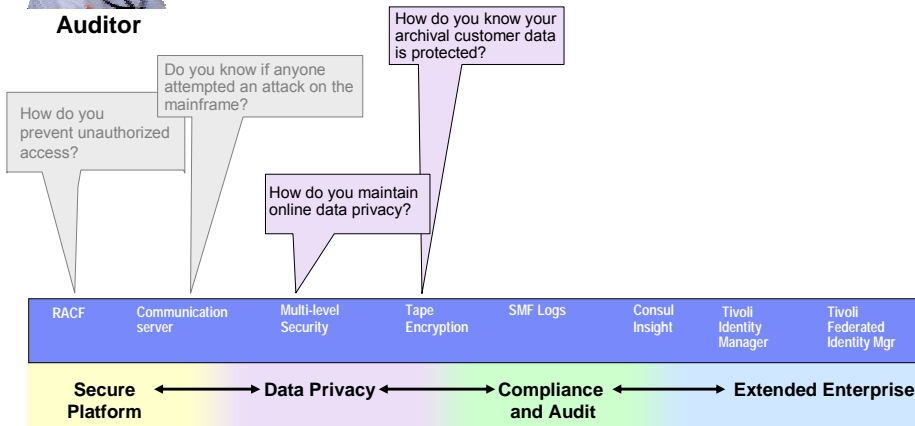 Auditor
How do you know your
archival customer data
is protected?
Do you know if anyone
attempted an attack on the
mainframe?
How do you
prevent unauthorized
access?
How do you maintain
online data privacy?
RACF
Communication
server
Multi-level
Security
Tape
Encryption
SMF Logs
Consul
Insight
Tivoli
Identity
Manager
Tivoli
Federated
Identity Mgr
Secure
Platform
Data Privacy
Compliance
and Audit
Extended Enterprise